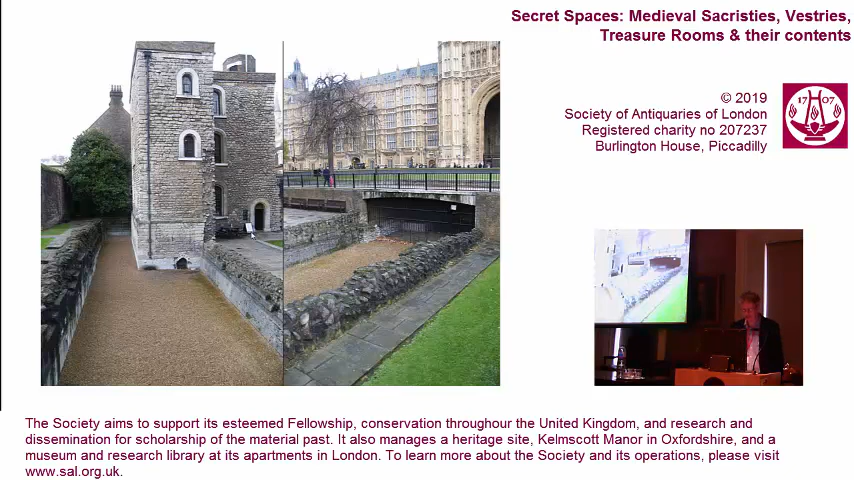 Secret Spaces: Medieval Sacristies, Vestries,
Treasure Rooms & their contents
© 2019
Society of Antiquaries of London
Registered charity no 207237
Burlington House, Piccadilly
17 07
The Society aims to support its esteemed Fellowship, conservation throughour the United Kingdom, and research and
dissemination for scholarship of the material past. It also manages a heritage site, Kelmscott Manor in Oxfordshire, and a
museum and research library at its apartments in London. To learn more about the Society and its operations, please visit
www.sal.org.uk.